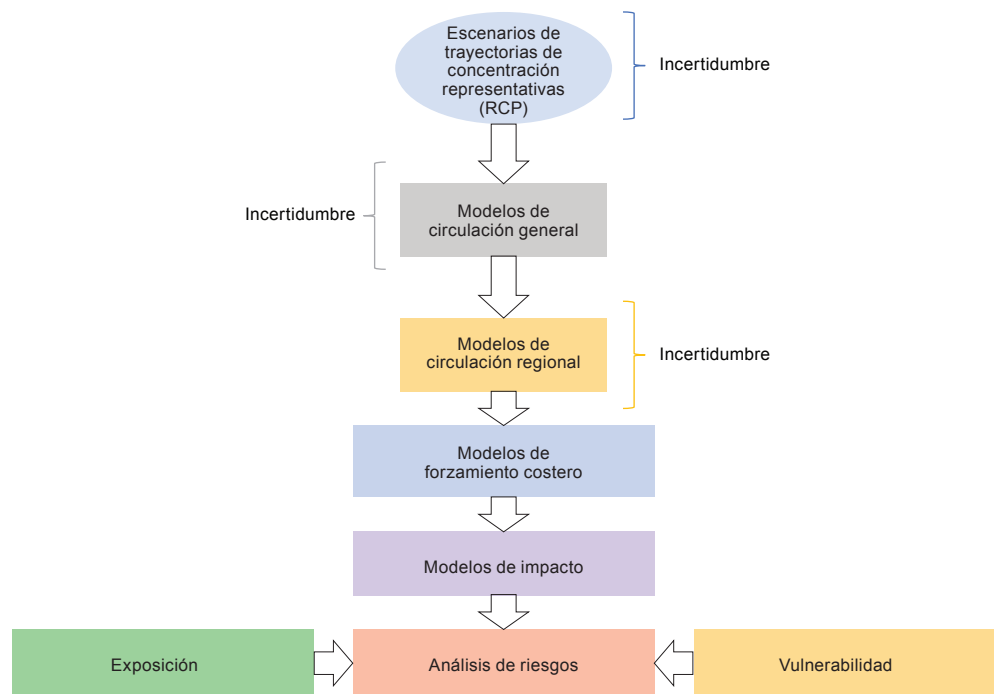 Escenarios de
trayectorias de
concentración
representativas
(RCP)
Incertidumbre
Incertidumbre
Modelos de
circulación general
Modelos de
circulación regional
Incertidumbre
Modelos de
forzamiento costero
Modelos de impacto
Exposición
Análisis de riesgos
Vulnerabilidad